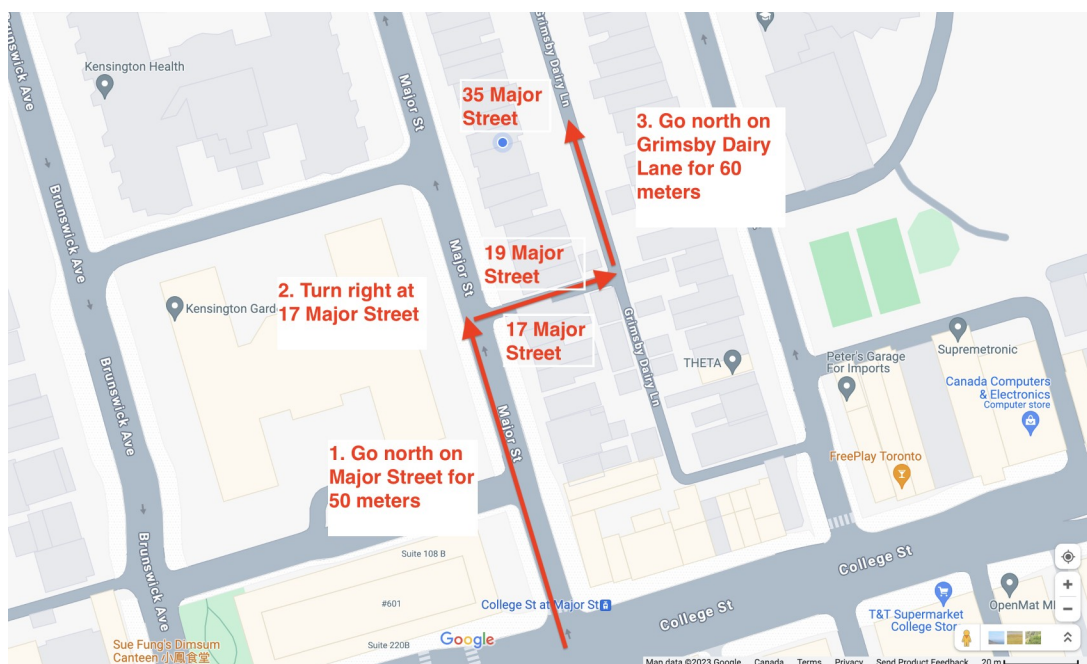 Kensington Health
Brunswick Ave
Major St
Grimsby Dairy Ln
35 Major
Street
3. Go north on
Grimsby Dairy
Lane for 60
meters
Brunswick Ave
Major St
19 Major
Street
2. Turn right at
17 Major Street
Kensington Gard
17 Major
Street
Grimsby Dairy Ln
THETA
Peter's Garage
For Imports
Supremetronic
Canada Computers
& Electronics
Computer store
Brunswick Ave
Major St
1. Go north on
Major Street for
50 meters
FreePlay Toronto
Brunswick Ave
Suite 108 B
College St
#601
College St at Major St
College St
T&T Supermarket
College Stor
OpenMat M
Sue Fung's Dimsum
Canteen 小鳳食堂
Suite 220B
Google
Map data ©2023 Google Canada Terms Privacy Send Product Feedback 20 m